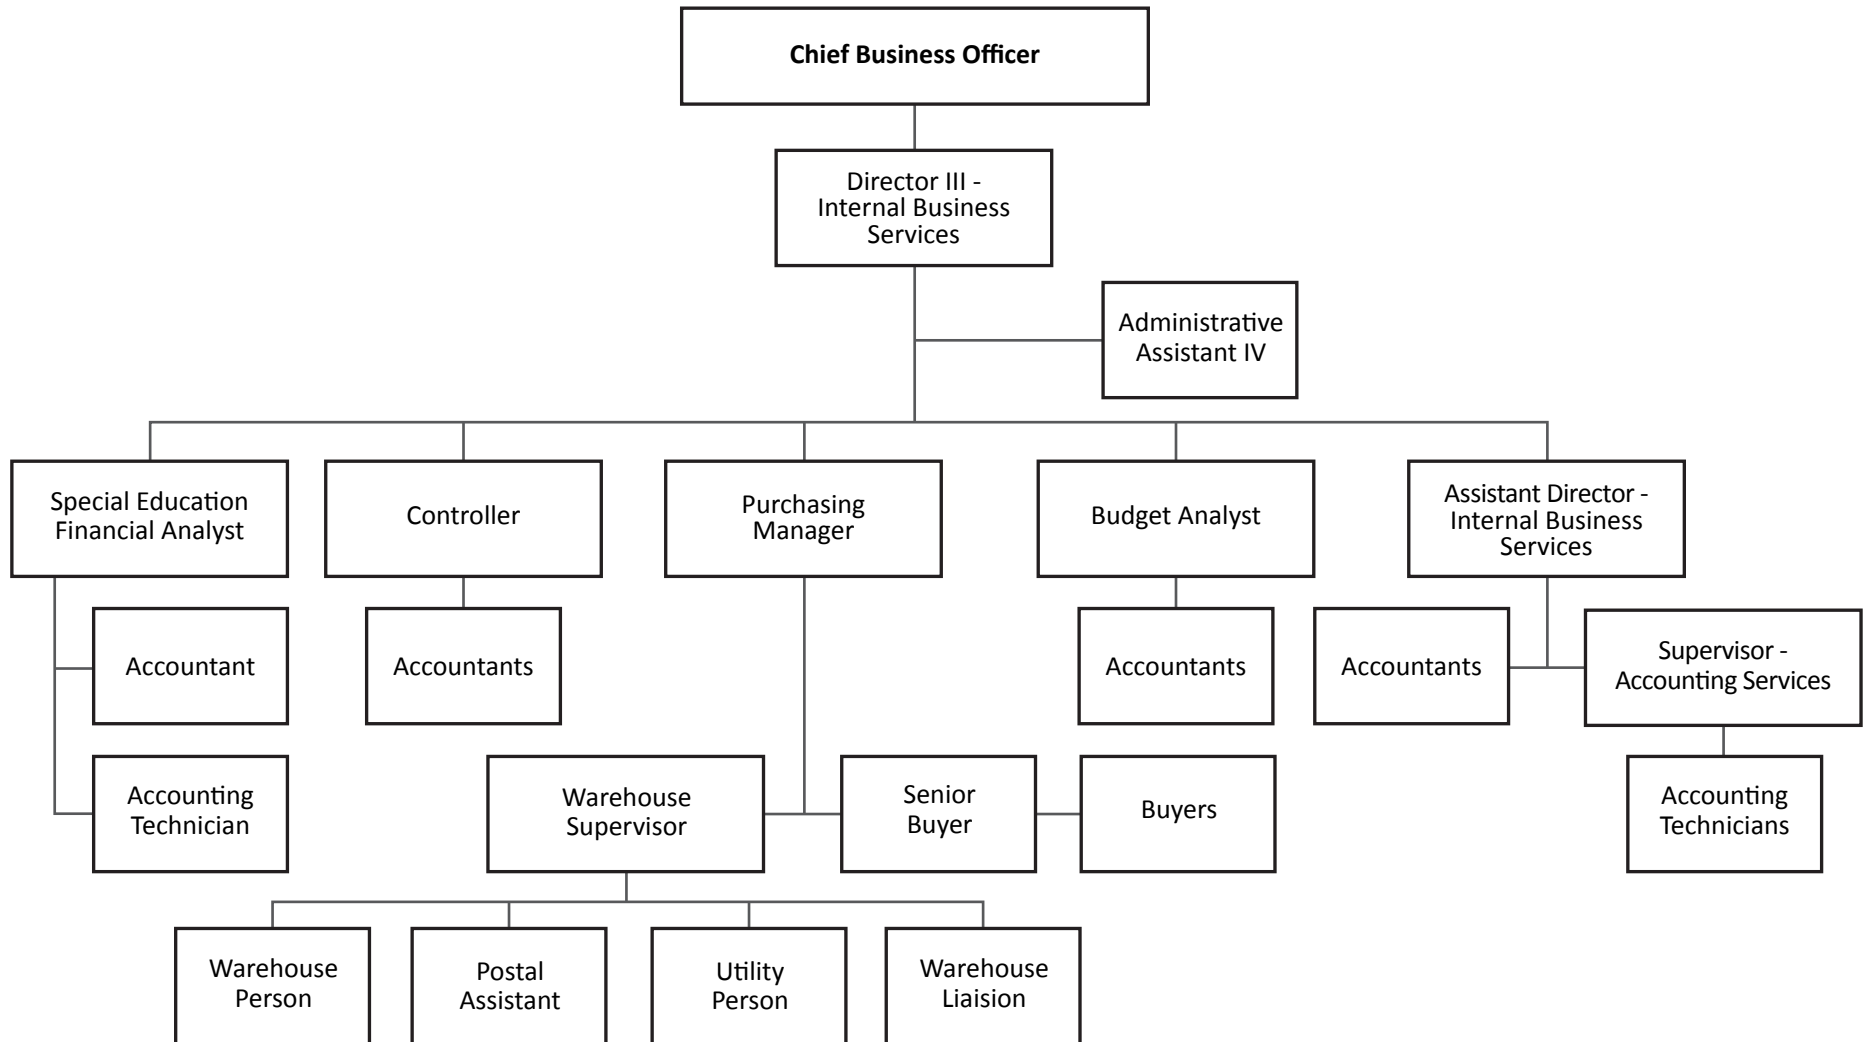 Chief Business Officer
Director III -
Internal Business
Services
Administrative
Assistant IV
Special Education
Financial Analyst
Controller
Purchasing
Manager
Budget Analyst
Assistant Director -
Internal Business
Services
Accountant
Accountants
Accountants
Accountants
Supervisor -
Accounting Services
Accounting
Technician
Warehouse
Supervisor
Senior
Buyer
Buyers
Accounting
Technicians
Warehouse
Person
Postal
Assistant
Utility
Person
Warehouse
Liaision